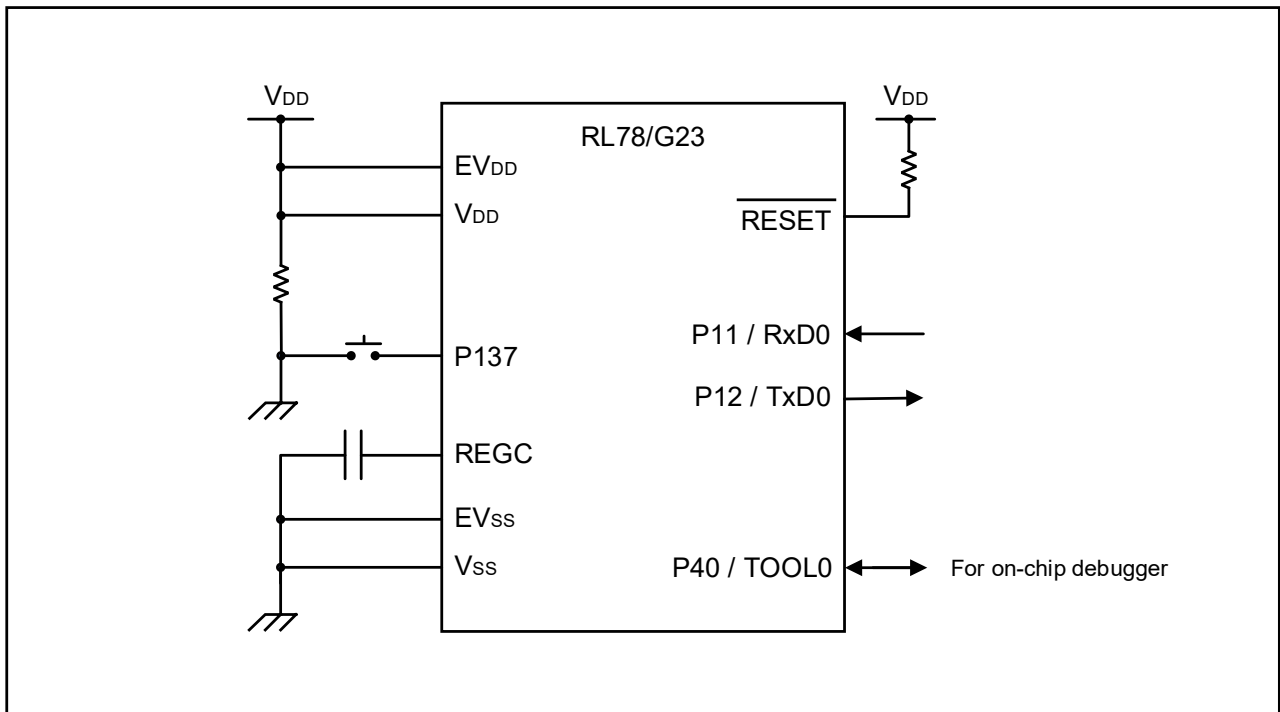 VDD
VDD
RL78/G23
EVDD
VDD
RESET
P11 / RxD0
P137
P12 / TxD0
REGC
EVSS
VSS
P40 / TOOL0
For on-chip debugger